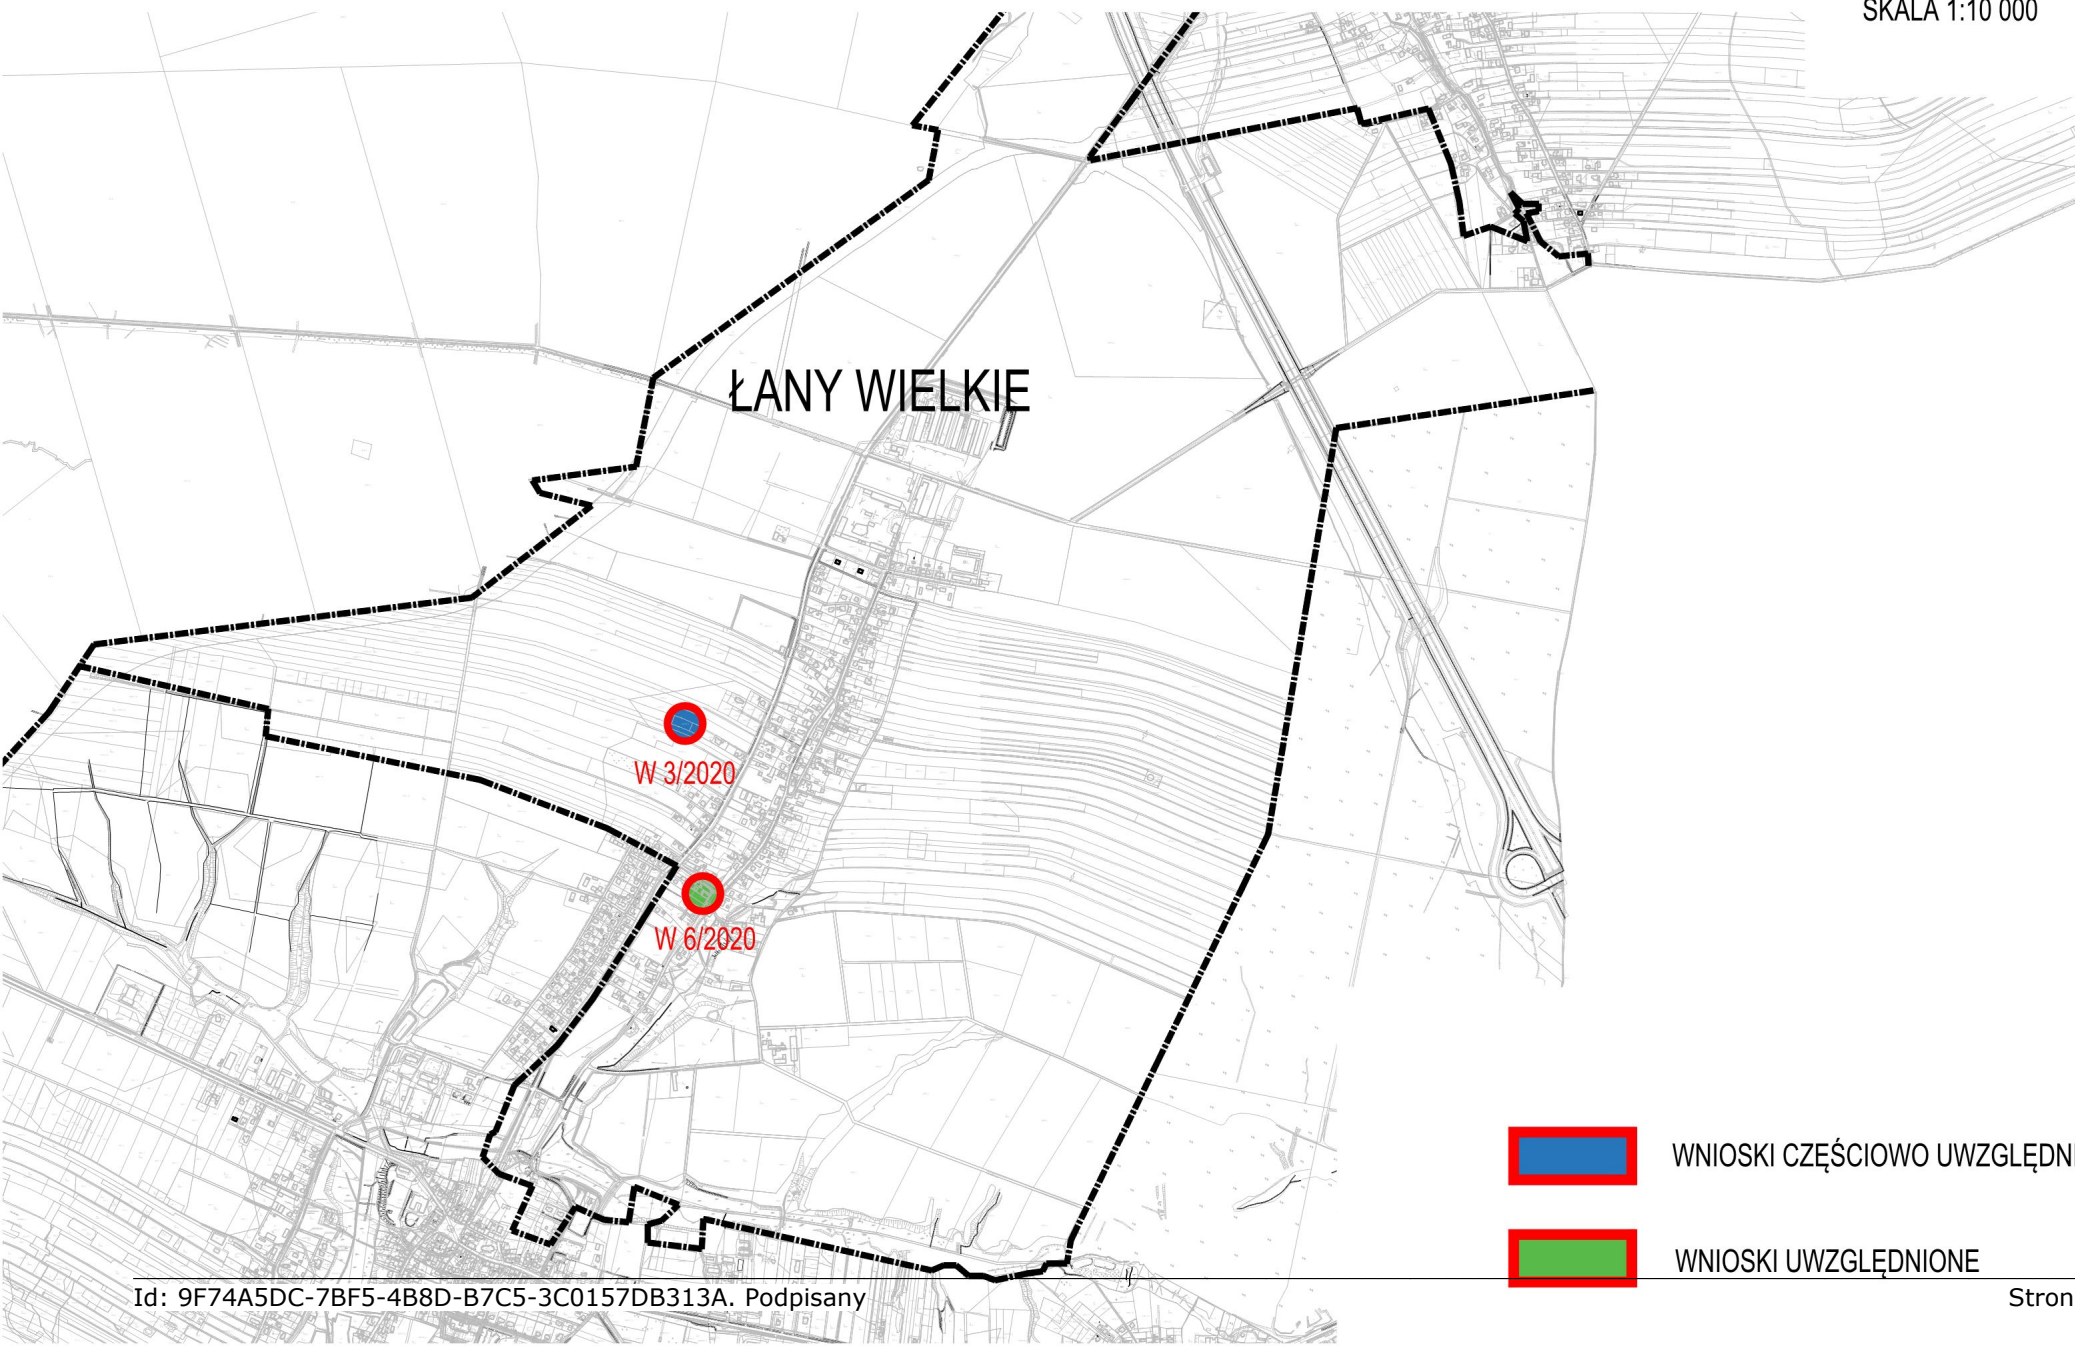 SKALA 1:10 000
ŁANY WIELKIE
W 3/2020
W 6/2020
WNIOSKI CZĘŚCIOWO UWZGLĘDNI
WNIOSKI UWZGLĘDNIONE
Id: 9F74A5DC-7BF5-4B8D-B7C5-3C0157DB313A. Podpisany
Stron